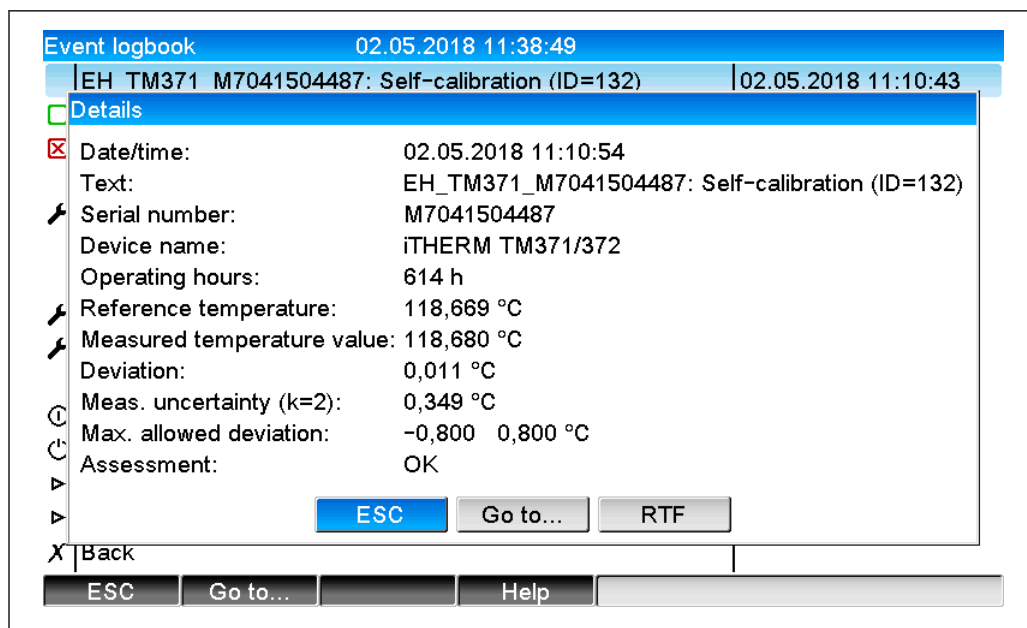 Event logbook 02.05.2018 11:38:49
EH_TM371_M7041504487: Self-calibration (ID=132) 02.05.2018 11:10:43
Details
Date/time: 02.05.2018 11:10:54
Text: EH_TM371_M7041504487: Self-calibration (ID=132)
Serial number: M7041504487
Device name: iTHERM TM371/372
Operating hours: 614 h
Reference temperature: 118,669 °C
Measured temperature value: 118,680 °C
Deviation: 0,011 °C
Meas. uncertainty (k=2): 0,349 °C
Max. allowed deviation: -0,800 0,800 °C
Assessment: OK
ESC Go to... RTF
X Back
ESC Go to... Help